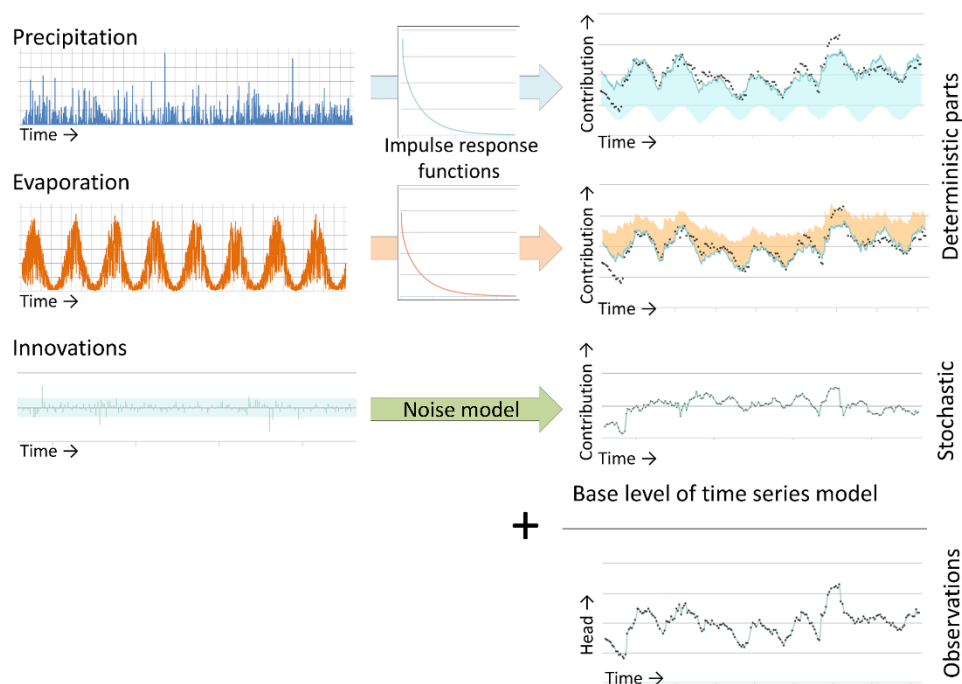 Precipitation
Time →
Impulse response
functions
Contribution →
Evaporation
Time →
Contribution →
Time →
Deterministic parts
Innovations
Time →
Noise model
Contribution →
Time →
Stochastic
Base level of time series model
+
Head →
Time →
Observations